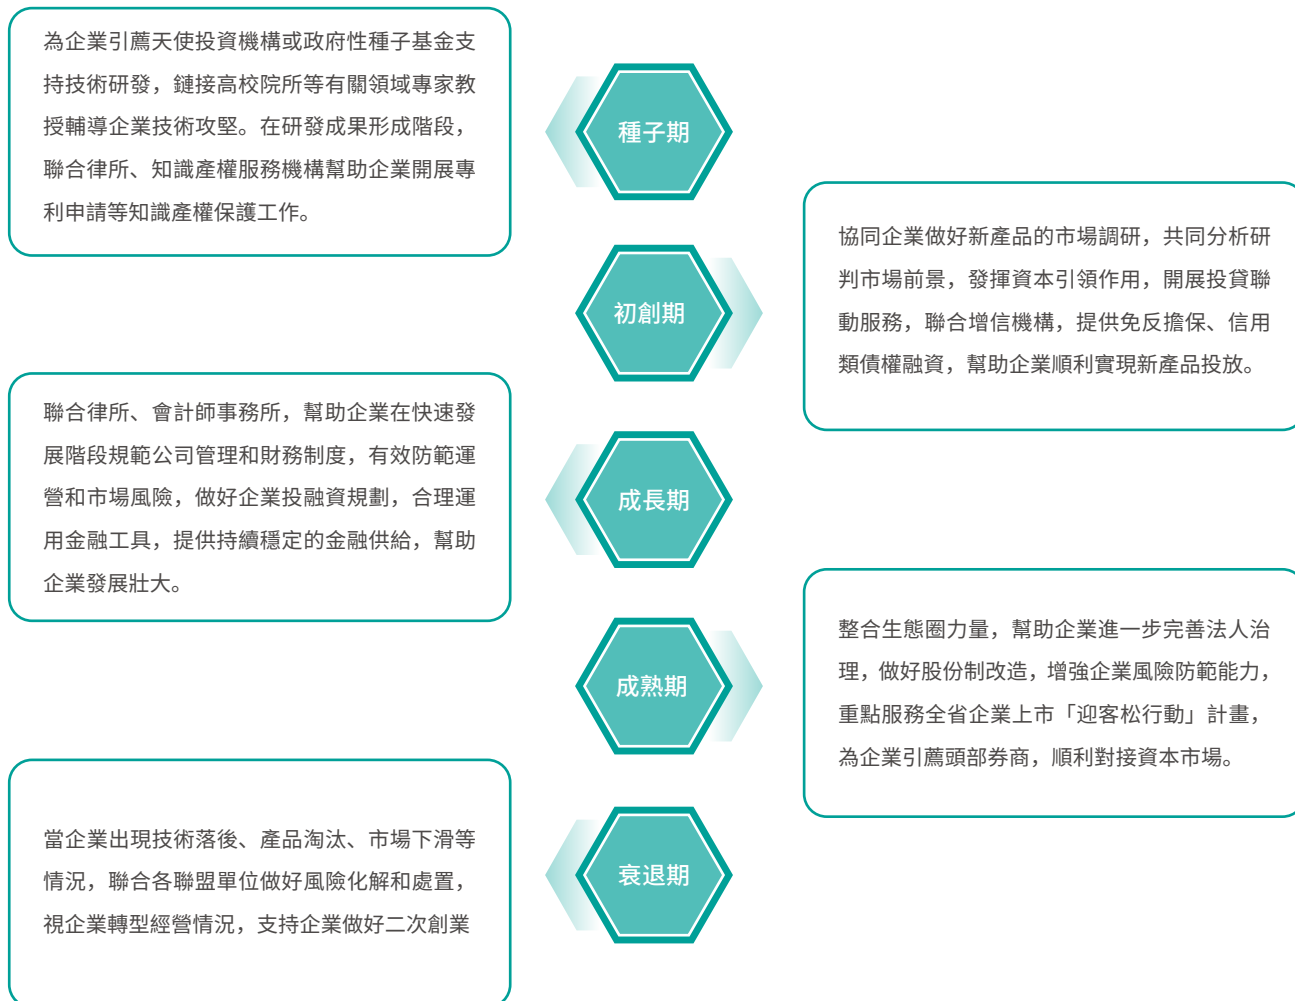 為企業引薦天使投資機構或政府性種子基金支
持技術研發，鏈接高校院所等有關領域專家教
授輔導企業技術攻堅。在研發成果形成階段，
聯合律所、知識產權服務機構幫助企業開展專
利申請等知識產權保護工作。
種子期
初創期
協同企業做好新產品的市場調研，共同分析研
判市場前景，發揮資本引領作用，開展投貸聯
動服務，聯合增信機構，提供免反擔保、信用
類債權融資，幫助企業順利實現新產品投放。
聯合律所、會計師事務所，幫助企業在快速發
展階段規範公司管理和財務制度，有效防範運
營和市場風險，做好企業投融資規劃，合理運
用金融工具，提供持續穩定的金融供給，幫助
企業發展壯大。
成長期
成熟期
整合生態圈力量，幫助企業進一步完善法人治
理，做好股份制改造，增強企業風險防範能力，
重點服務全省企業上市「迎客松行動」計畫，
為企業引薦頭部券商，順利對接資本市場。
當企業出現技術落後、產品淘汰、市場下滑等
情況，聯合各聯盟單位做好風險化解和處置，
視企業轉型經營情況，支持企業做好二次創業
衰退期